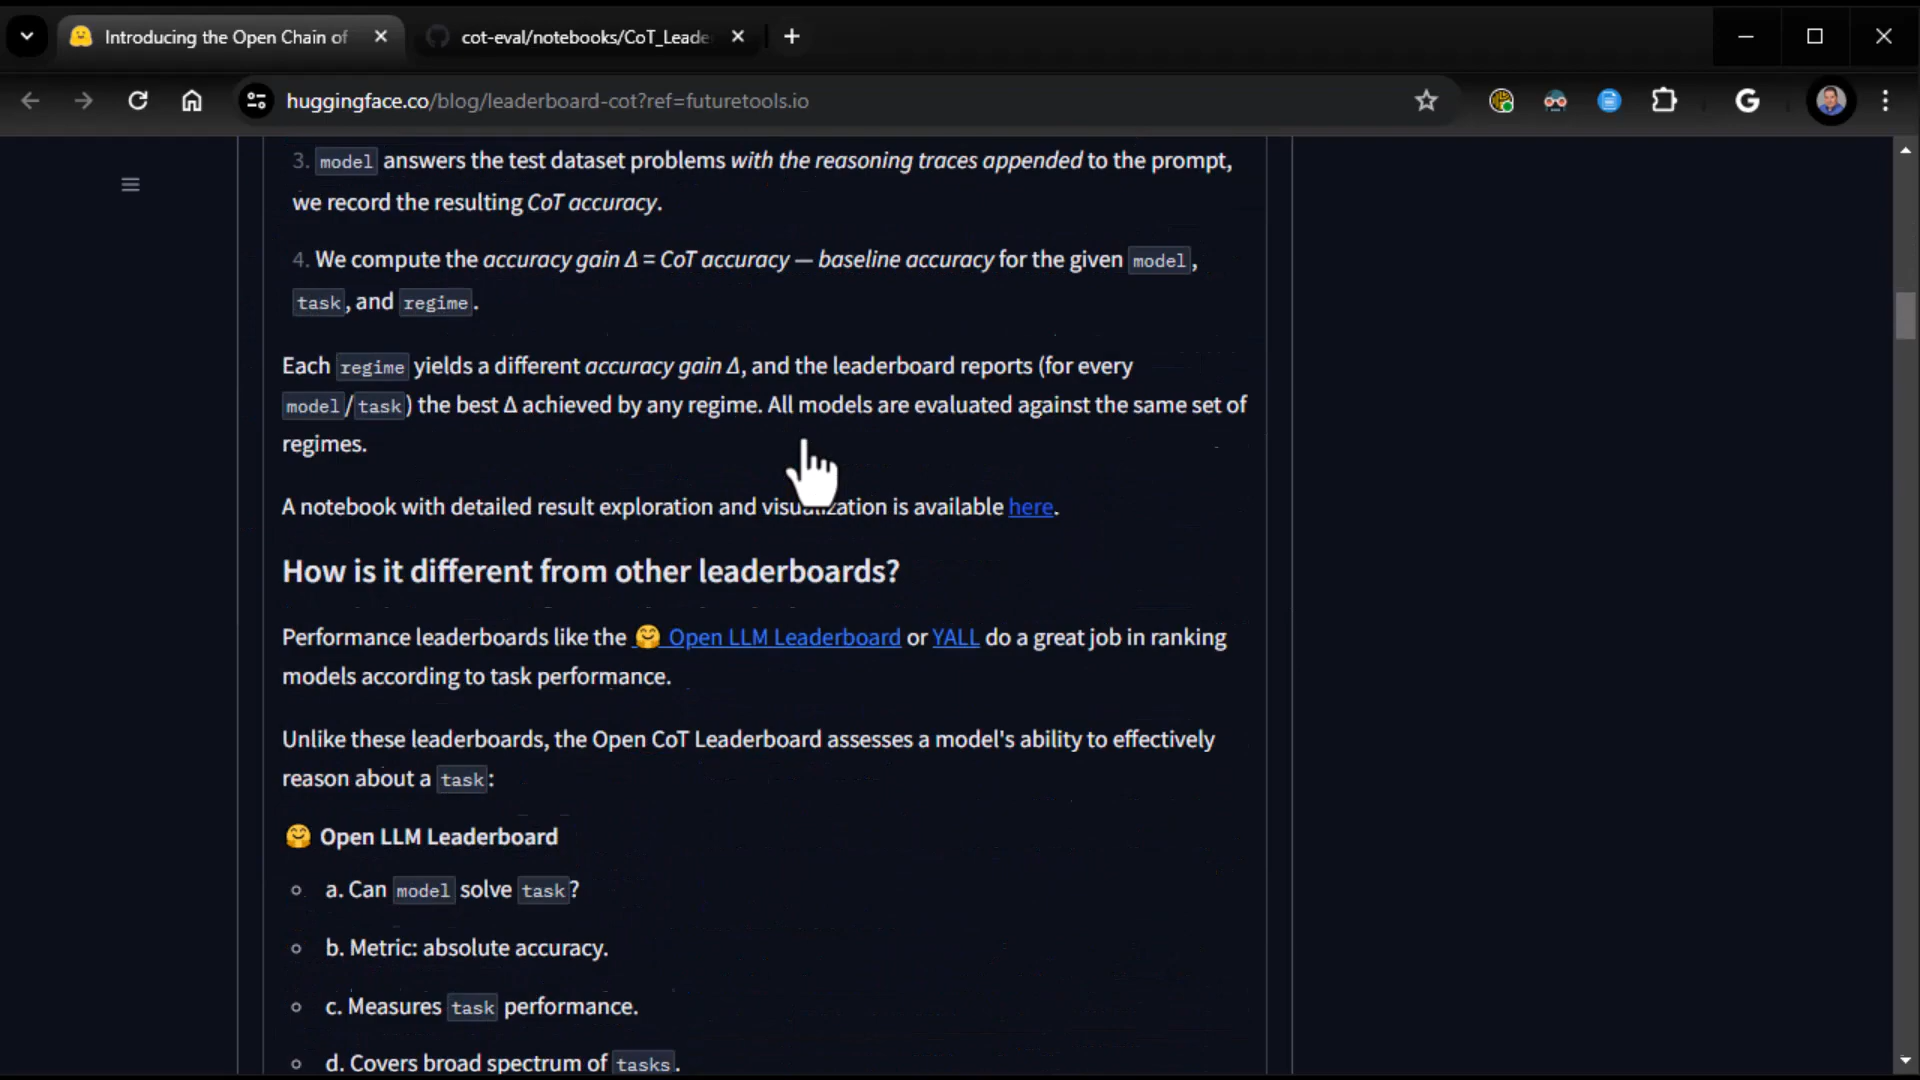 Introducing the Open Chain of
cot-eval/notebooks/CoT_Leade
huggingface.co/blog/leaderboard-cot?ref=futuretools.io
G
3. model answers the test dataset problems with the reasoning traces appended to the prompt,
we record the resulting CoT accuracy.
4. We compute the accuracy gain Δ = CoT accuracy — baseline accuracy for the given model,
task, and regime.
Each regime yields a different accuracy gain Δ, and the leaderboard reports (for every
model/task) the best Δ achieved by any regime. All models are evaluated against the same set of
regimes.
A notebook with detailed result exploration and visualization is available here.
How is it different from other leaderboards?
Performance leaderboards like the 🤗 Open LLM Leaderboard or YALL do a great job in ranking
models according to task performance.
Unlike these leaderboards, the Open CoT Leaderboard assesses a model's ability to effectively
reason about a task:
🤗 Open LLM Leaderboard
a. Can model solve task?
b. Metric: absolute accuracy.
c. Measures task performance.
d. Covers broad spectrum of tasks.